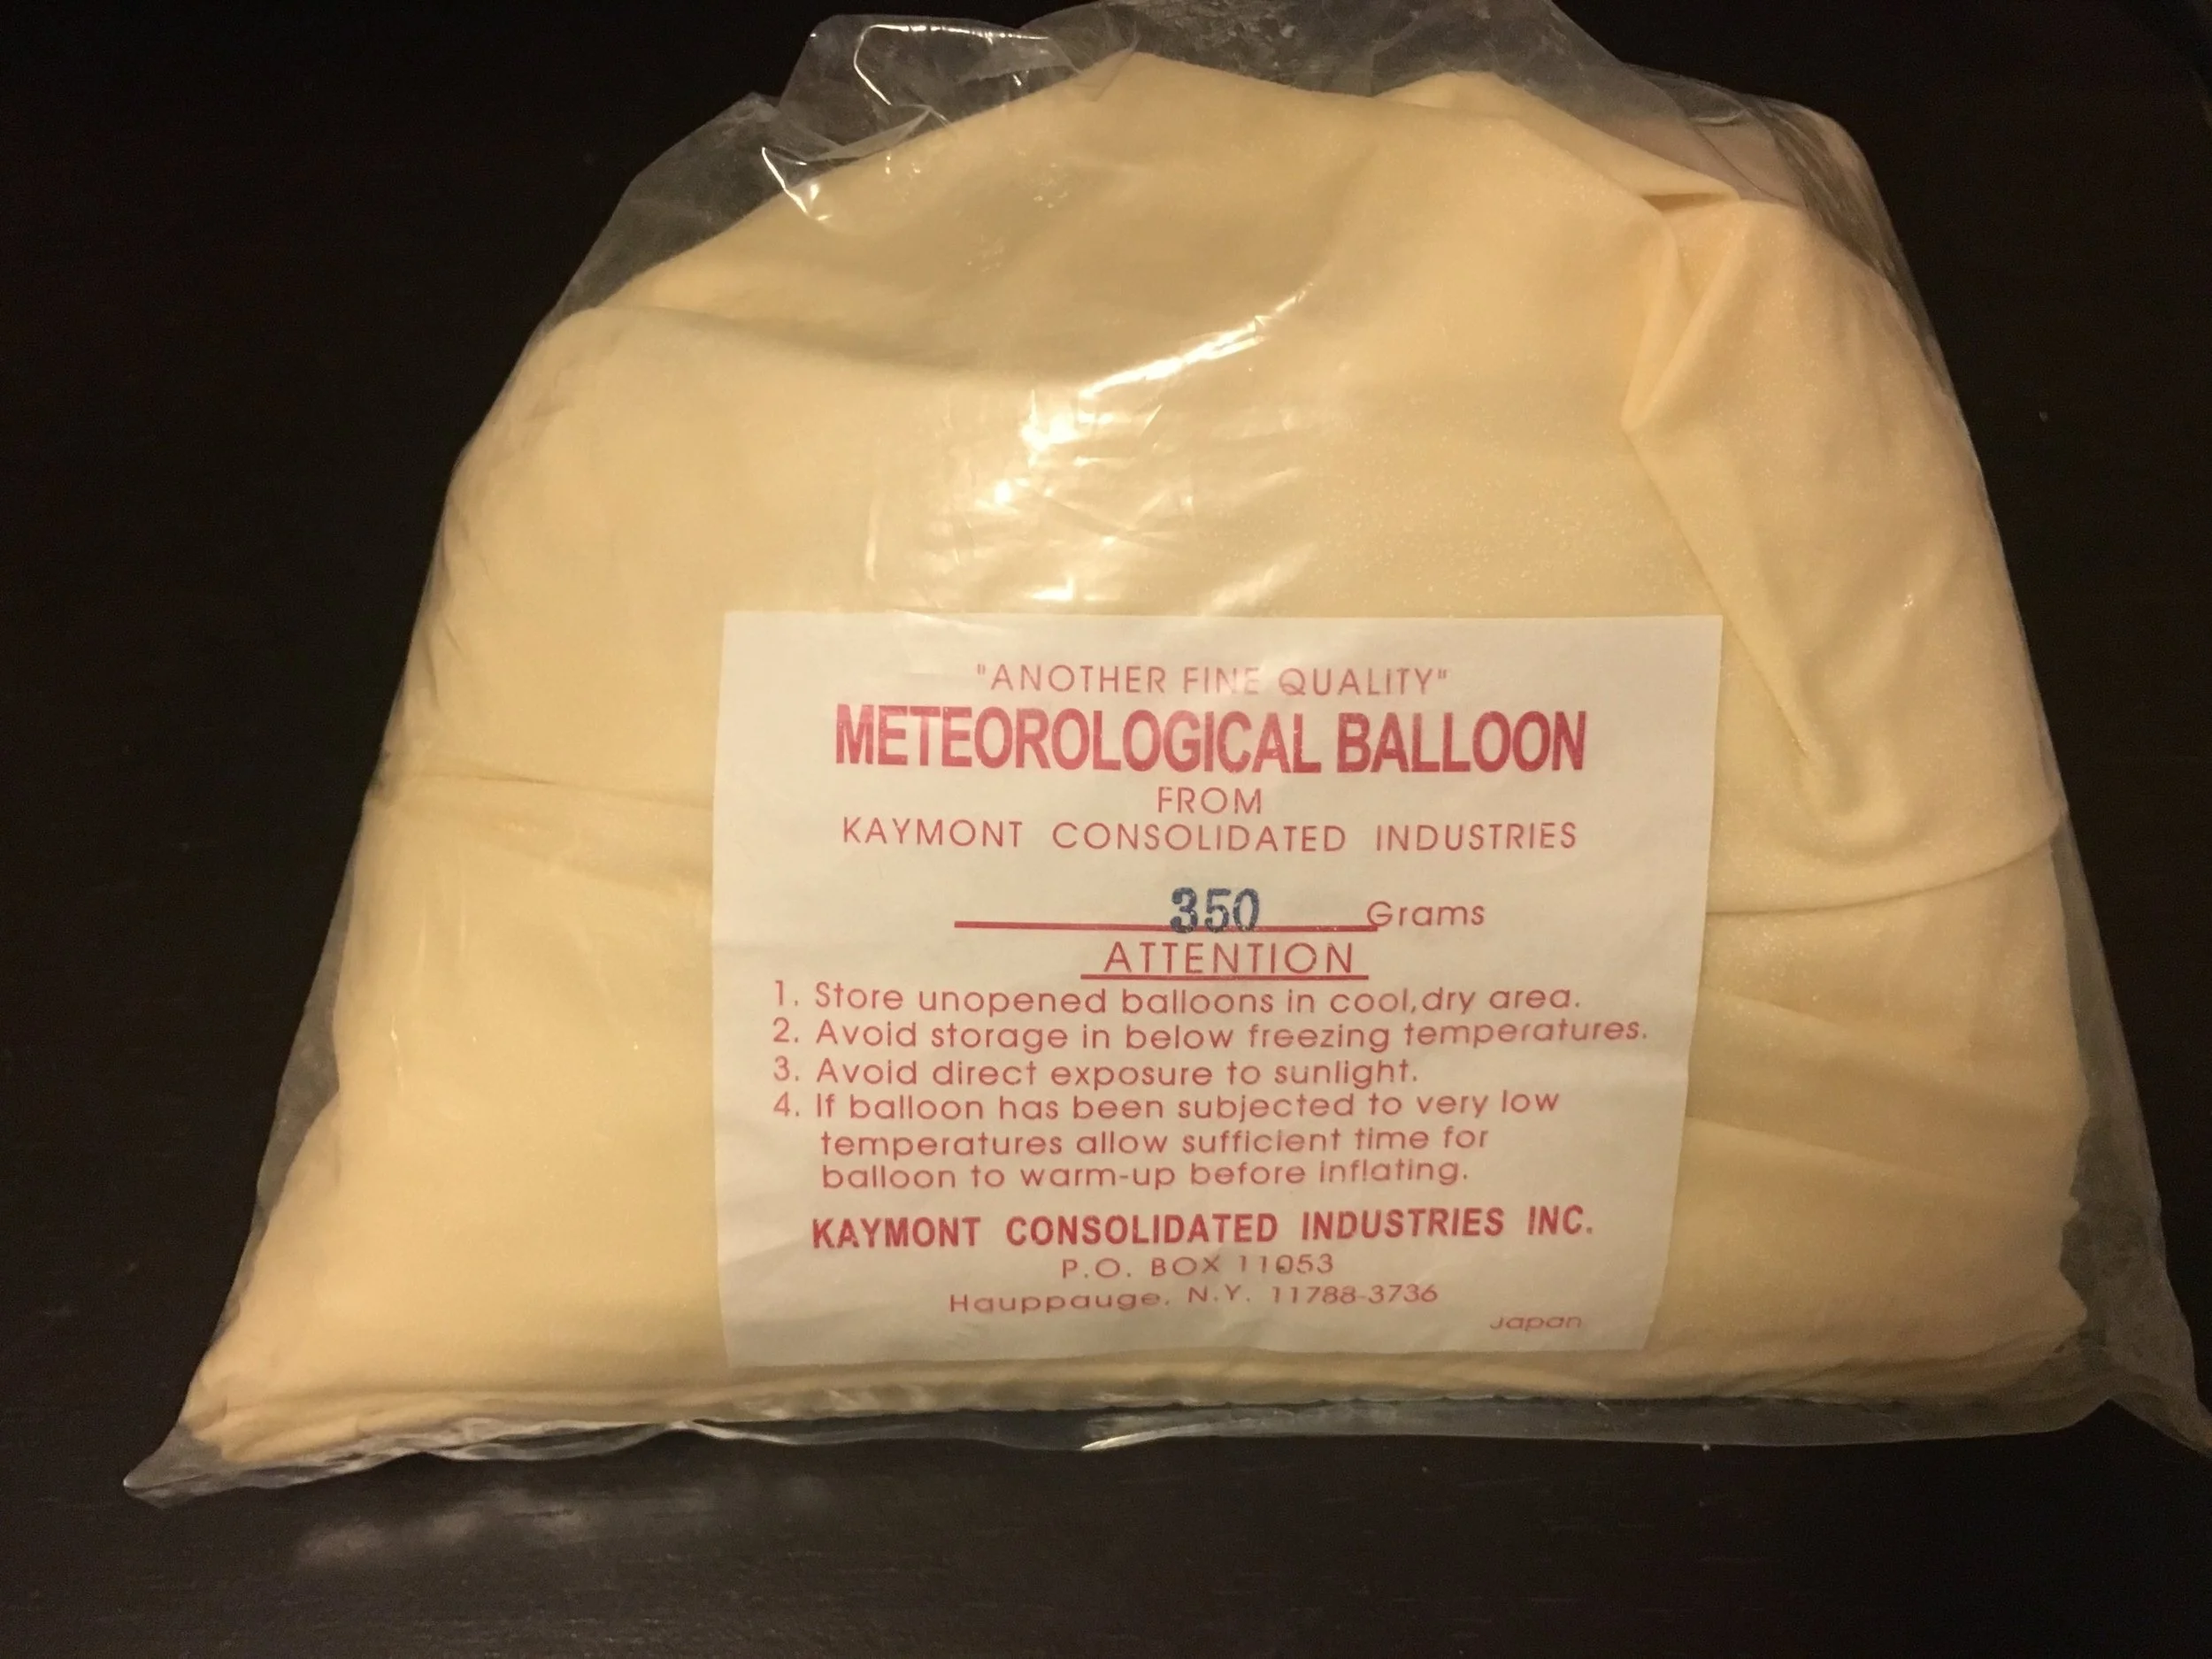 "ANOTHER FINE QUALITY"
METEOROLOGICAL BALLOON
FROM
KAYMONT CONSOLIDATED INDUSTRIES
350 Grams
ATTENTION
1. Store unopened balloons in cool,dry area.
2. Avoid storage in below freezing temperatures.
3. Avoid direct exposure to sunlight.
4. If balloon has been subjected to very low
temperatures allow sufficient time for
balloon to warm-up before inflating.
KAYMONT CONSOLIDATED INDUSTRIES INC.
P.O. BOX 11053
Hauppauge, N.Y. 11788-3736
Japan